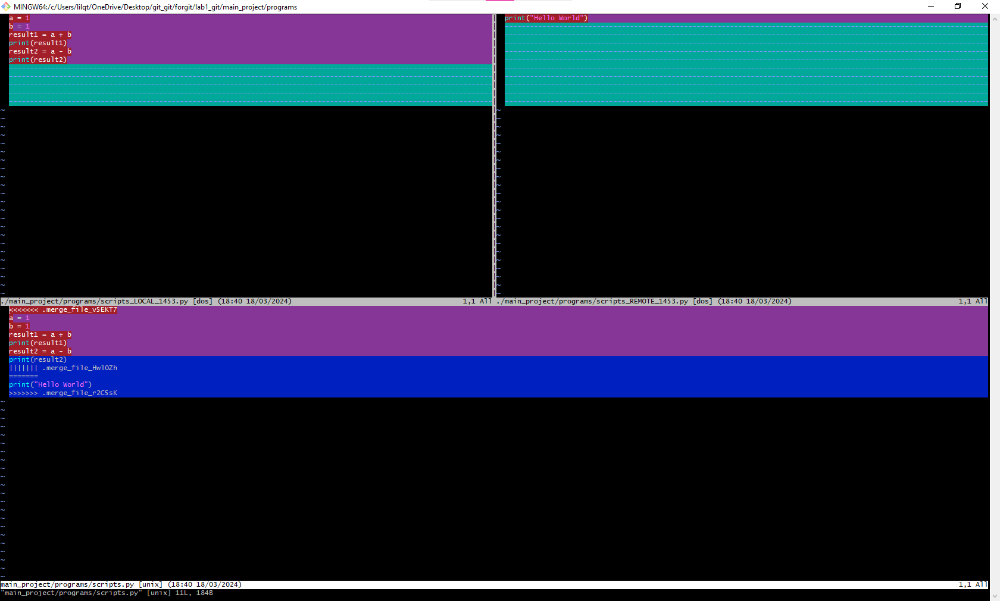 MINGW64:/c/Users/lilqt/OneDrive/Desktop/git_git/forgit/lab1_git/main_project/programs
a = 1
b = 1
result1 = a + b
print(result1)
result2 = a - b
print(result2)
print("Hello World")
./main_project/programs/scripts_LOCAL_1453.py [dos] (18:40 18/03/2024) 1,1 All
./main_project/programs/scripts_REMOTE_1453.py [dos] (18:40 18/03/2024) 1,1 All
<<<<<<< .merge_file_v5EKT7
a = 1
b = 1
result1 = a + b
print(result1)
result2 = a - b
print(result2)
||||||| .merge_file_HwlOZh
=======
print("Hello World")
>>>>>>> .merge_file_r2C5sK
main_project/programs/scripts.py [unix] (18:40 18/03/2024) 1,1 All
"main_project/programs/scripts.py" [unix] 11L, 184B